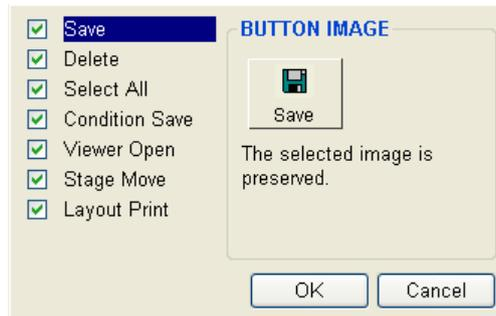 Save
Delete
Select All
Condition Save
Viewer Open
Stage Move
Layout Print
BUTTON IMAGE
Save
The selected image is
preserved.
OK
Cancel